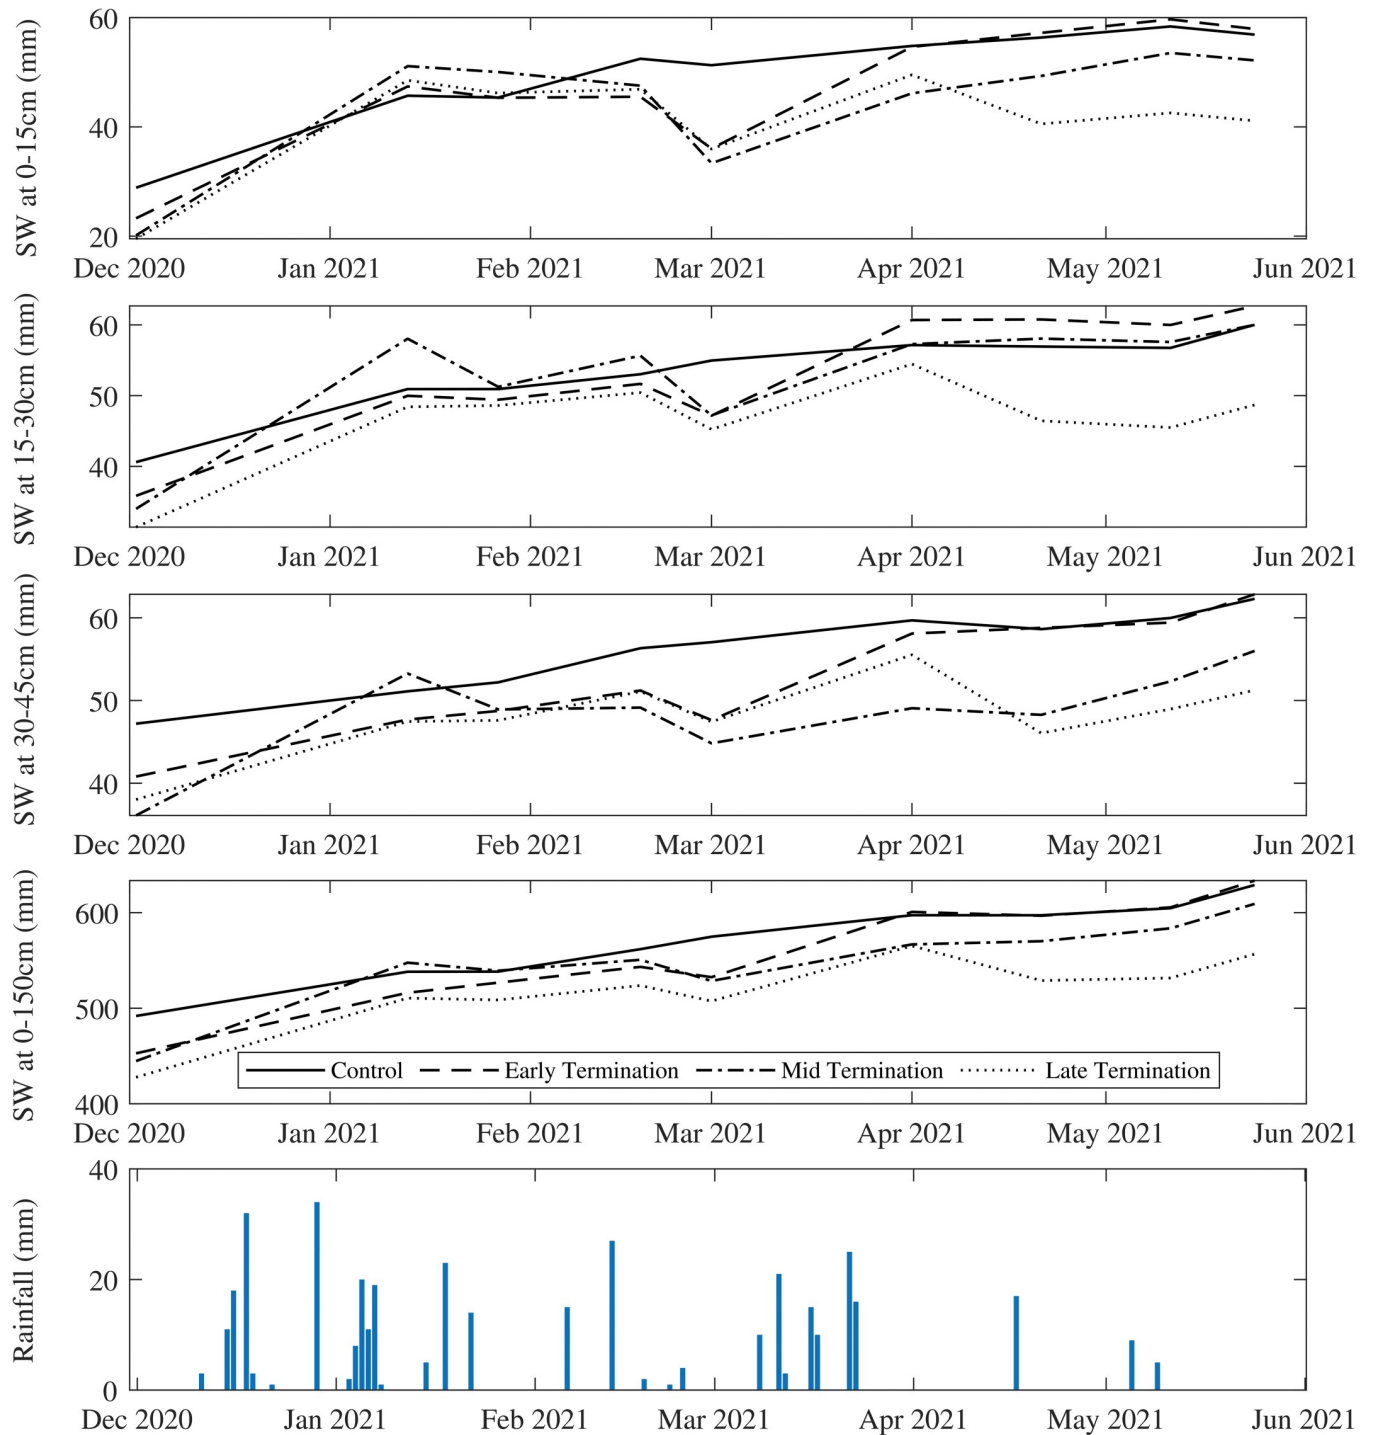 SW at 0-15cm (mm)
60
40
20
Dec 2020 Jan 2021 Feb 2021 Mar 2021 Apr 2021 May 2021 Jun 2021
SW at 15-30cm (mm)
60
50
40
Dec 2020 Jan 2021 Feb 2021 Mar 2021 Apr 2021 May 2021 Jun 2021
SW at 30-45cm (mm)
60
50
40
Dec 2020 Jan 2021 Feb 2021 Mar 2021 Apr 2021 May 2021 Jun 2021
SW at 0-150cm (mm)
600
500
400
Control Early Termination Mid Termination Late Termination
Dec 2020 Jan 2021 Feb 2021 Mar 2021 Apr 2021 May 2021 Jun 2021
Rainfall (mm)
40
20
0
Dec 2020 Jan 2021 Feb 2021 Mar 2021 Apr 2021 May 2021 Jun 2021